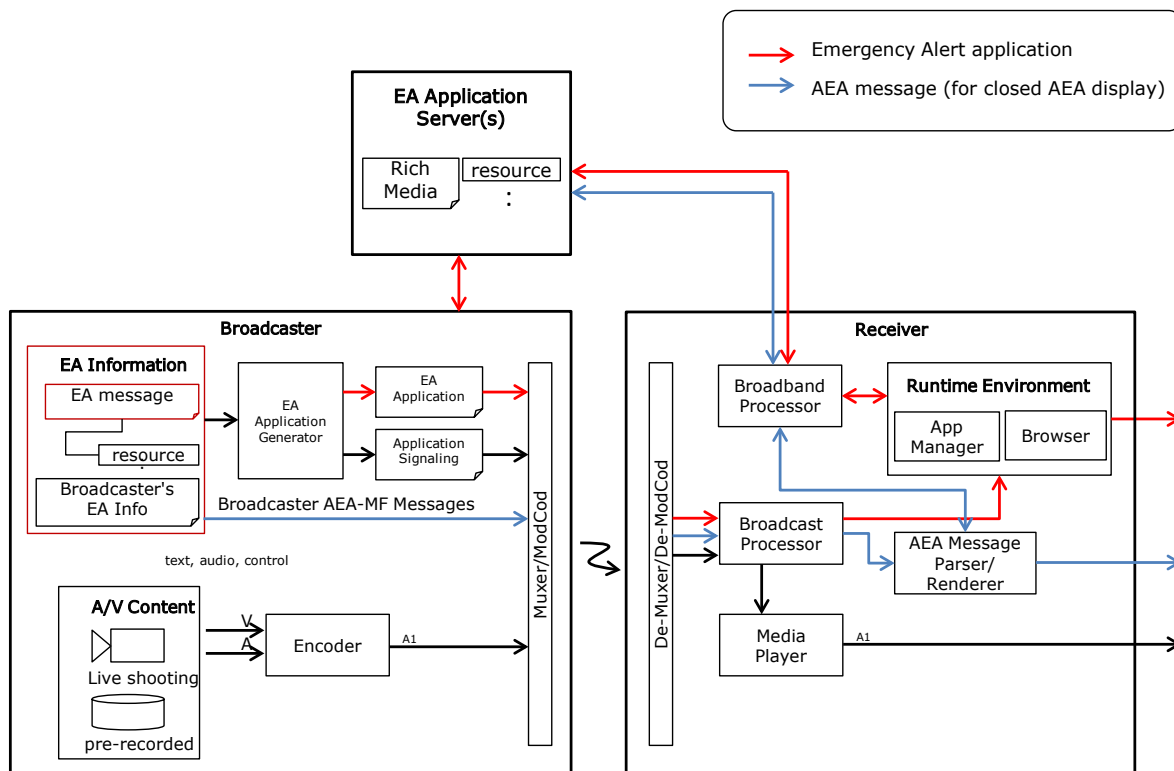 Emergency Alert application
AEA message (for closed AEA display)
EA Application
Server(s)
Rich
Media
resource
:
Broadcaster
EA Information
EA message
resource
:
Broadcaster's
EA Info
EA
Application
Generator
EA
Application
Application
Signaling
Broadcaster AEA-MF Messages
text, audio, control
A/V Content
Live shooting
pre-recorded
V
A
Encoder
A1
Muxer/ModCod
Receiver
De-Muxer/De-ModCod
Broadband
Processor
Runtime Environment
App
Manager
Browser
Broadcast
Processor
AEA Message
Parser/
Renderer
Media
Player
A1